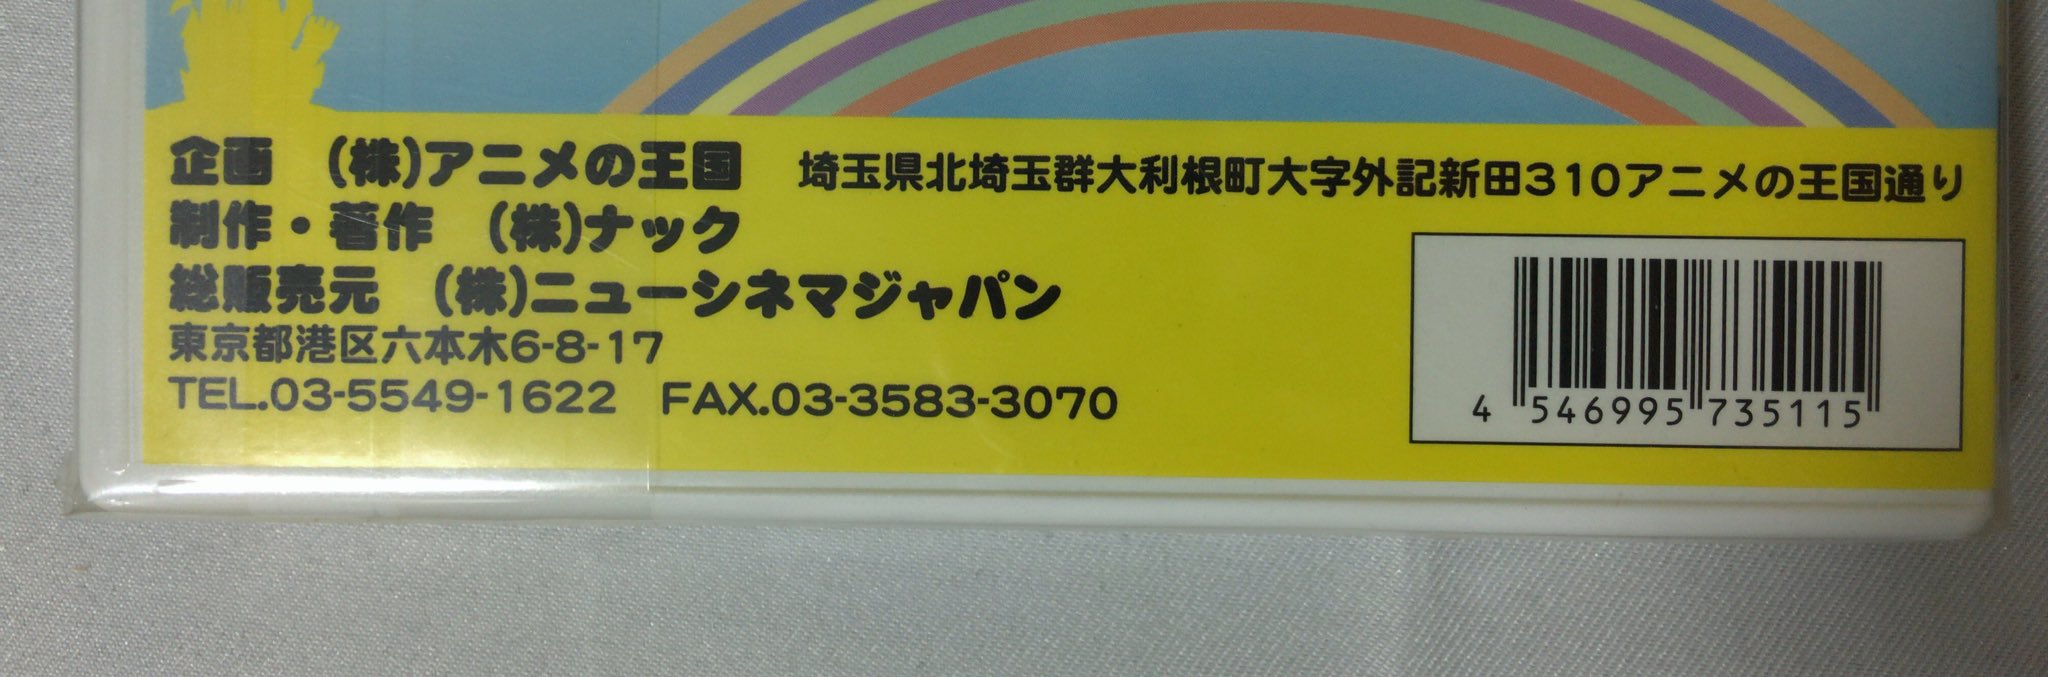 企画　(株)アニメの王国　埼玉県北埼玉群大利根町大字外記新田310アニメの王国通り
制作・著作　(株)ナック
総販売元　(株)ニューシネマジャパン
東京都港区六本木6-8-17
TEL.03-5549-1622　FAX.03-3583-3070
4 546995 735115